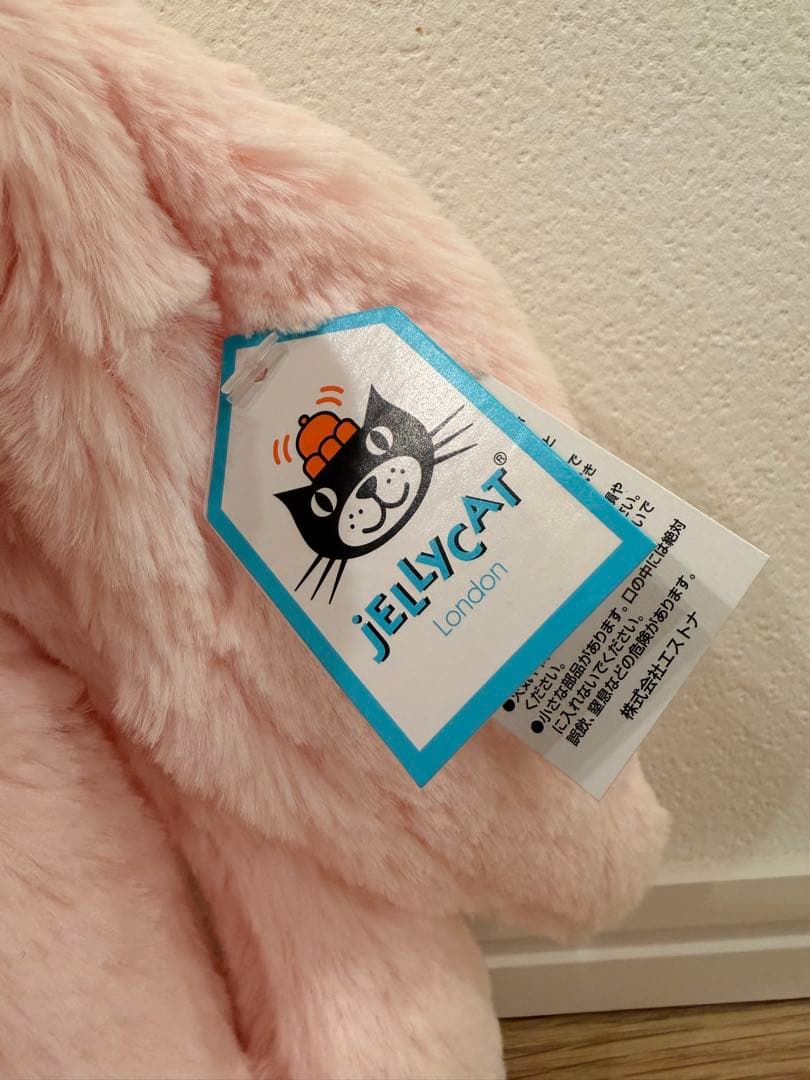 jELLYCAT®
London
ください。
●小さな部品があります。口の中には絶対
に入れないでください。
誤飲、窒息などの危険があります。
株式会社エストナ